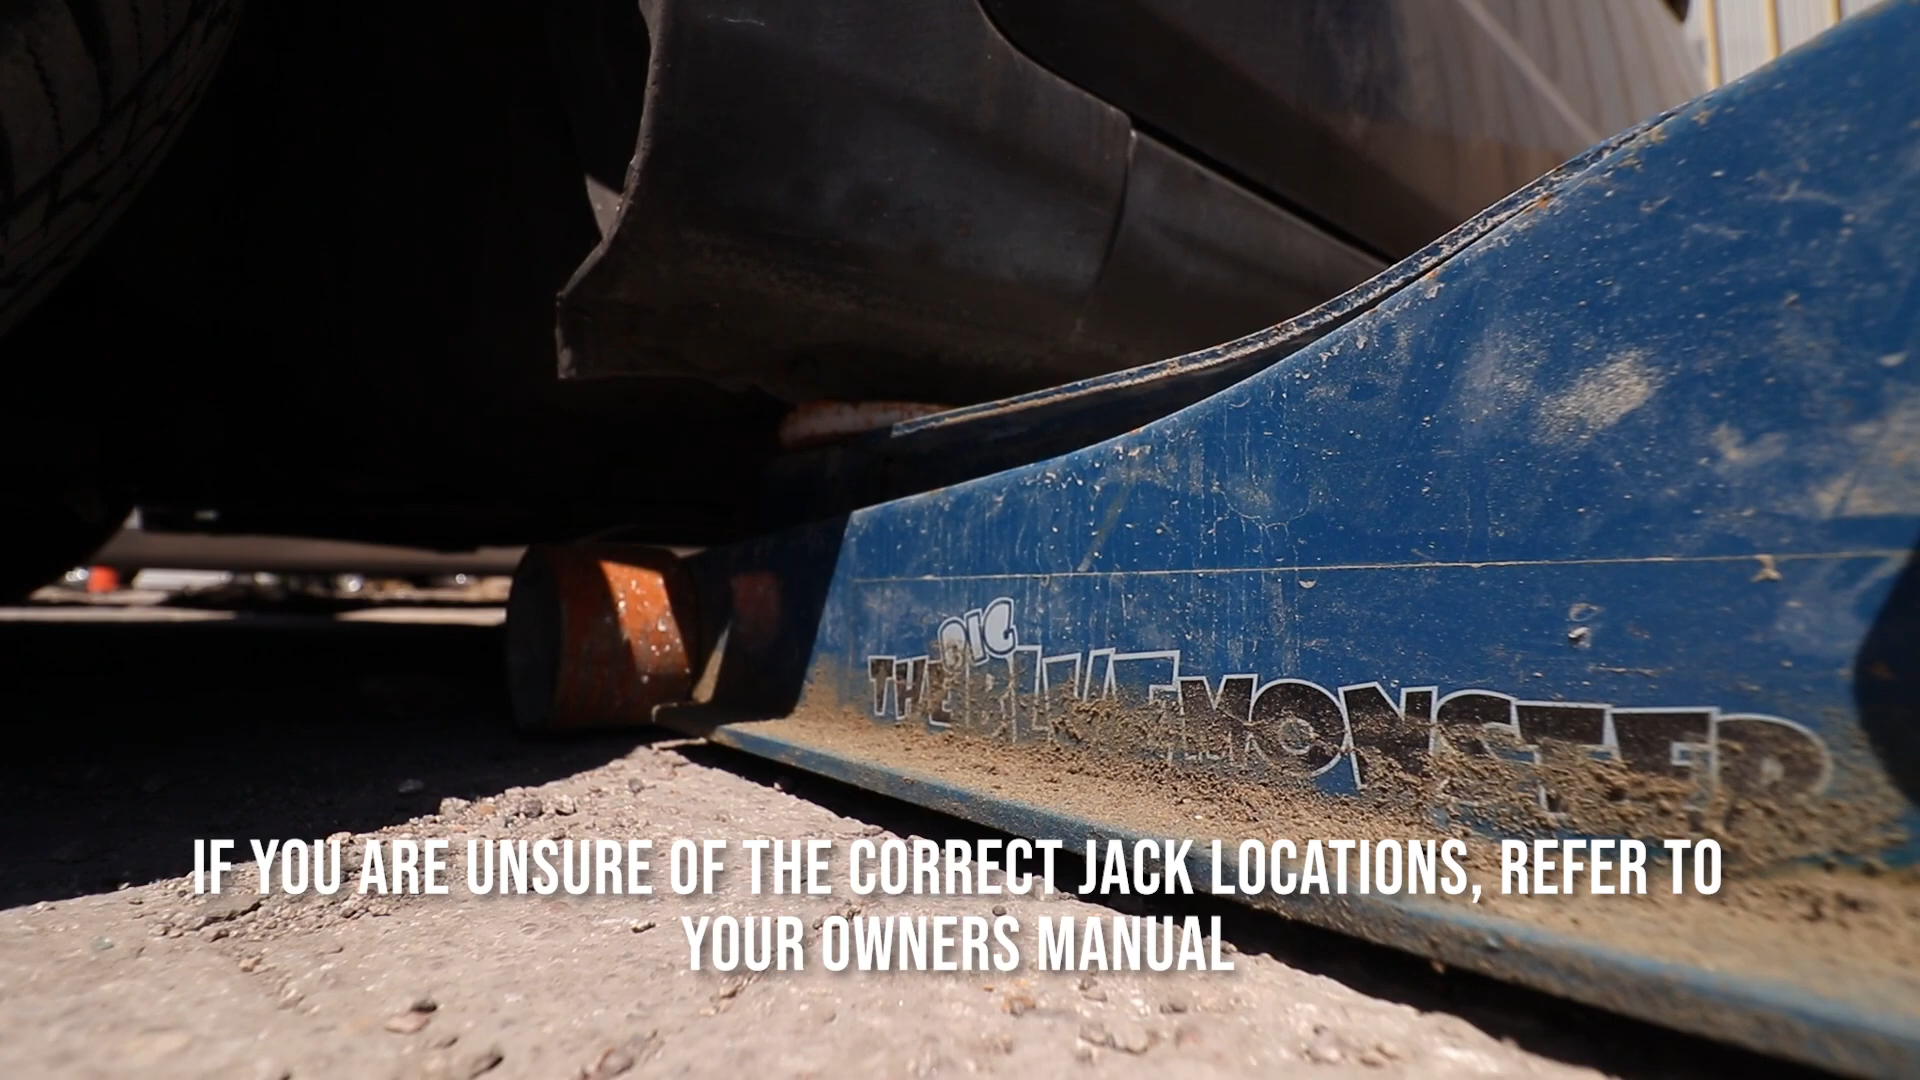 THE BIG BLUE MONSTER
IF YOU ARE UNSURE OF THE CORRECT JACK LOCATIONS, REFER TO
YOUR OWNERS MANUAL